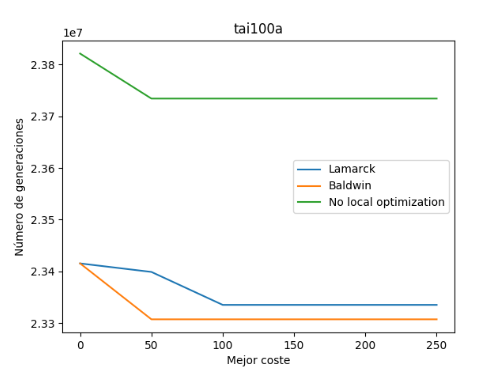 tai100a
1e7
2.38
2.37
2.36
2.35
2.34
2.33
Número de generaciones
Lamarck
Baldwin
No local optimization
0 50 100 150 200 250
Mejor coste